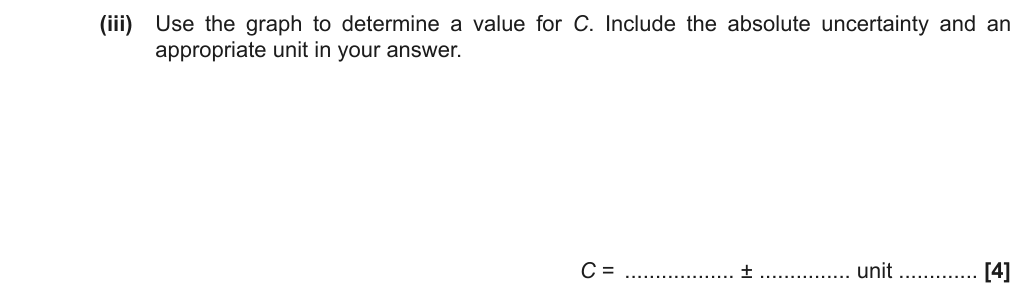 (iii) Use the graph to determine a value for C. Include the absolute uncertainty and an
appropriate unit in your answer.
C = .................. ± ............... unit ............. [4]